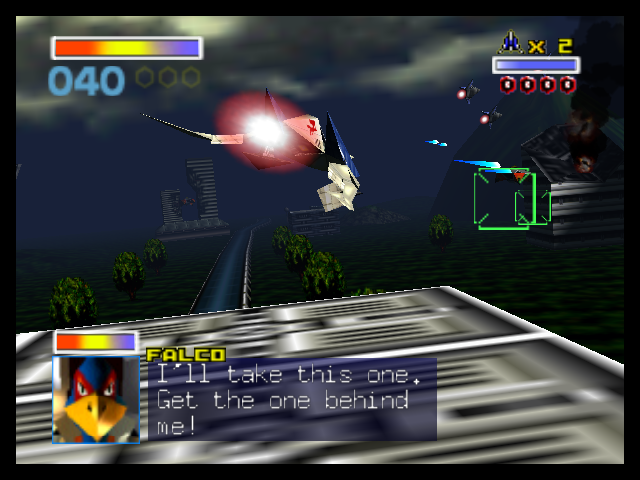 040
x 2
FALCO
I'll take this one.
Get the one behind
me!